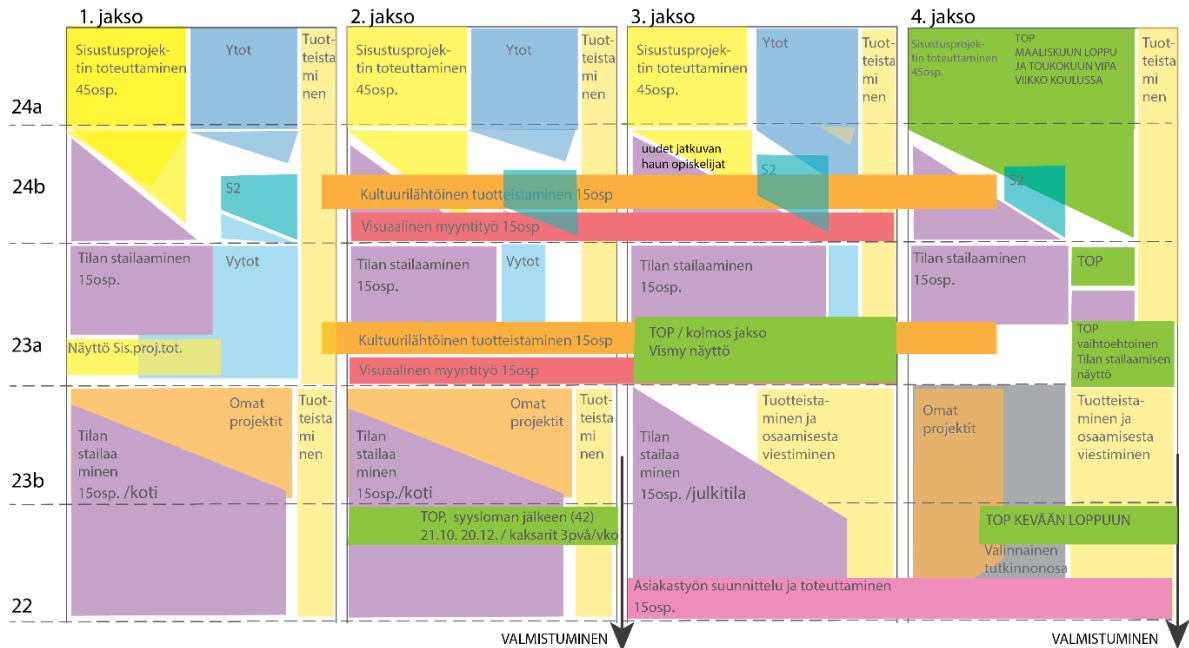 1. jakso
2. jakso
3. jakso
4. jakso
24a
Sisustusprojek-
tin toteuttaminen
45osp.
Ytot
Tuot-
teista
mi
nen
Sisustusprojek-
tin toteuttaminen
45osp.
Ytot
Tuot-
teista
mi
nen
Sisustusprojek-
tin toteuttaminen
45osp.
Ytot
Tuot-
teista
mi
nen
Sisustusprojek-
tin toteuttaminen
45osp.
TOP
MAALISKUUN LOPPU
JA TOUKOKUUN VIPA
VIIKKO KOULUSSA
Tuot-
teista
mi
nen
24b
S2
uudet jatkuvan
haun opiskelijat
S2
S2
Kultuurilähtöinen tuotteistaminen 15osp
Visuaalinen myyntityö 15osp
23a
Tilan stailaaminen
15osp.
Vytot
Näyttö Sis.proj.tot.
Tilan stailaaminen
15osp.
Vytot
Tilan stailaaminen
15osp.
Tilan stailaaminen
15osp.
TOP
Kultuurilähtöinen tuotteistaminen 15osp
Visuaalinen myyntityö 15osp
TOP / kolmos jakso
Vismy näyttö
TOP
vaihtoehtoinen
Tilan stailaamisen
näyttö
23b
Omat
projektit
Tilan
stailaa
minen
15osp. /koti
Tuot-
teista
mi
nen
Omat
projektit
Tilan
stailaa
minen
15osp./koti
Tuot-
teista
mi
nen
Tilan
stailaa
minen
15osp./julkitila
Tuotteista-
minen ja
osaamisesta
viestiminen
Omat
projektit
Tuotteista-
minen ja
osaamisesta
viestiminen
22
TOP, syysloman jälkeen (42)
21.10. 20.12. / kaksarit 3pvå/vko
TOP KEVÄÄN LOPPUUN
Valinnainen
tutkinnonosa
Asiakastyön suunnittelu ja toteuttaminen
15osp.
VALMISTUMINEN
VALMISTUMINEN